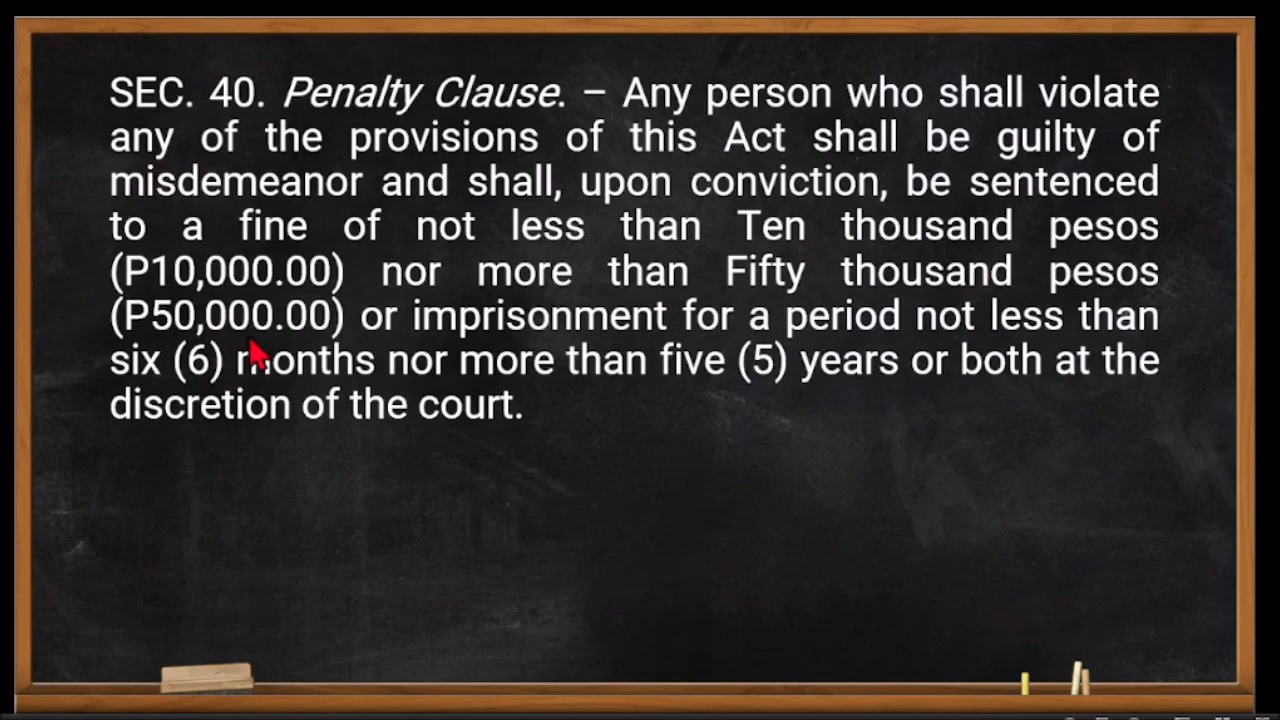 SEC. 40. Penalty Clause. – Any person who shall violate
any of the provisions of this Act shall be guilty of
misdemeanor and shall, upon conviction, be sentenced
to a fine of not less than Ten thousand pesos
(P10,000.00) nor more than Fifty thousand pesos
(P50,000.00) or imprisonment for a period not less than
six (6) months nor more than five (5) years or both at the
discretion of the court.